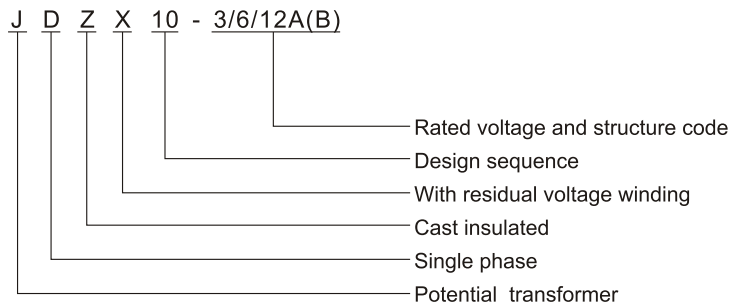 J D Z X 10 - 3/6/12A(B)
Rated voltage and structure code
Design sequence
With residual voltage winding
Cast insulated
Single phase
Potential transformer